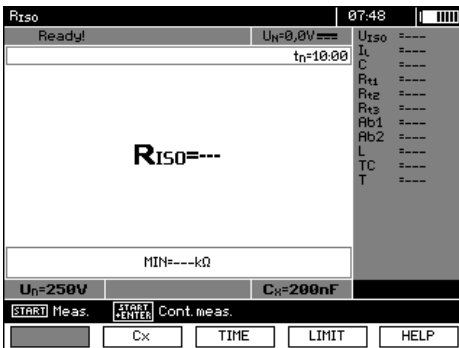 RISO 07:48
Ready! UN=0,0V
tn=10:00
RISO=---
MIN=---kΩ
UISO =---
IL =---
C =---
Rt1 =---
Rt2 =---
Rt3 =---
Ab1 =---
Ab2 =---
L =---
TC =---
T =---
Un=250V CX=200nF
START Meas. START +ENTER Cont. meas.
Cx TIME LIMIT HELP